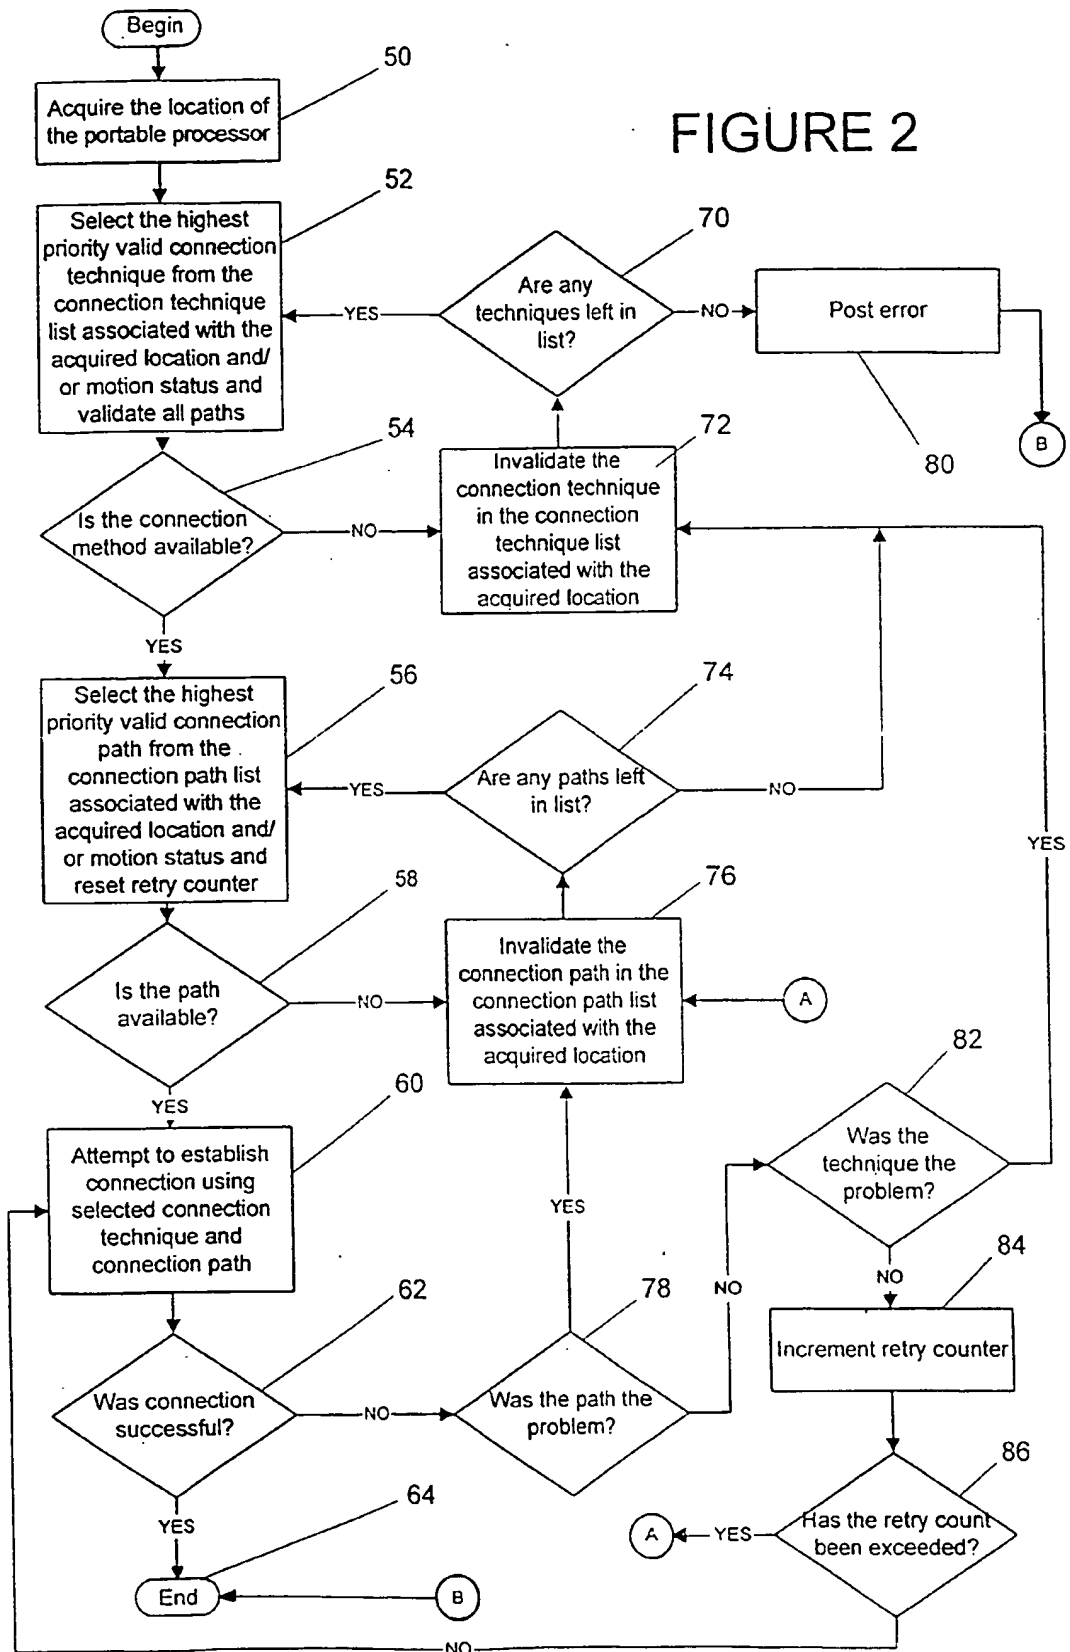 Begin
50
Acquire the location of
the portable processor
FIGURE 2
52
Select the highest
priority valid connection
technique from the
connection technique
list associated with the
acquired location and/
or motion status and
validate all paths
70
Are any
techniques left in
list?
YES
NO
Post error
80
B
54
Is the connection
method available?
NO
72
Invalidate the
connection technique
in the connection
technique list
associated with the
acquired location
YES
56
Select the highest
priority valid connection
path from the
connection path list
associated with the
acquired location and/
or motion status and
reset retry counter
74
Are any paths left
in list?
YES
NO
YES
58
Is the path
available?
NO
76
Invalidate the
connection path in the
connection path list
associated with the
acquired location
A
YES
60
Attempt to establish
connection using
selected connection
technique and
connection path
82
Was the
technique the
problem?
YES
NO
NO
84
Increment retry counter
62
Was connection
successful?
NO
78
Was the path the
problem?
86
Has the retry count
been exceeded?
YES
A
YES
64
End
B
NO